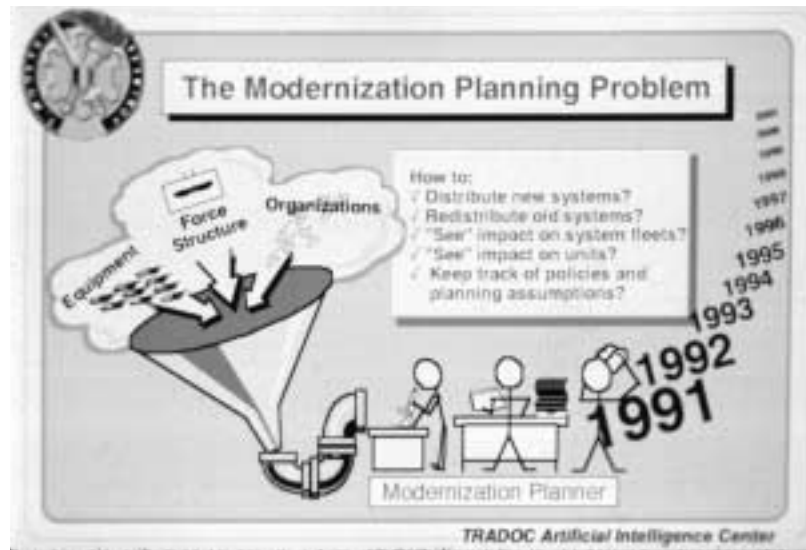 The Modernization Planning Problem
Equipment
Force
Structure
Organizations
How to:
√ Distribute new systems?
√ Redistribute old systems?
√ "See" impact on system fleets?
√ "See" impact on units?
√ Keep track of policies and
planning assumptions?
1997
1996
1995
1994
1993
1992
1991
Modernization Planner
TRADOC Artificial Intelligence Center